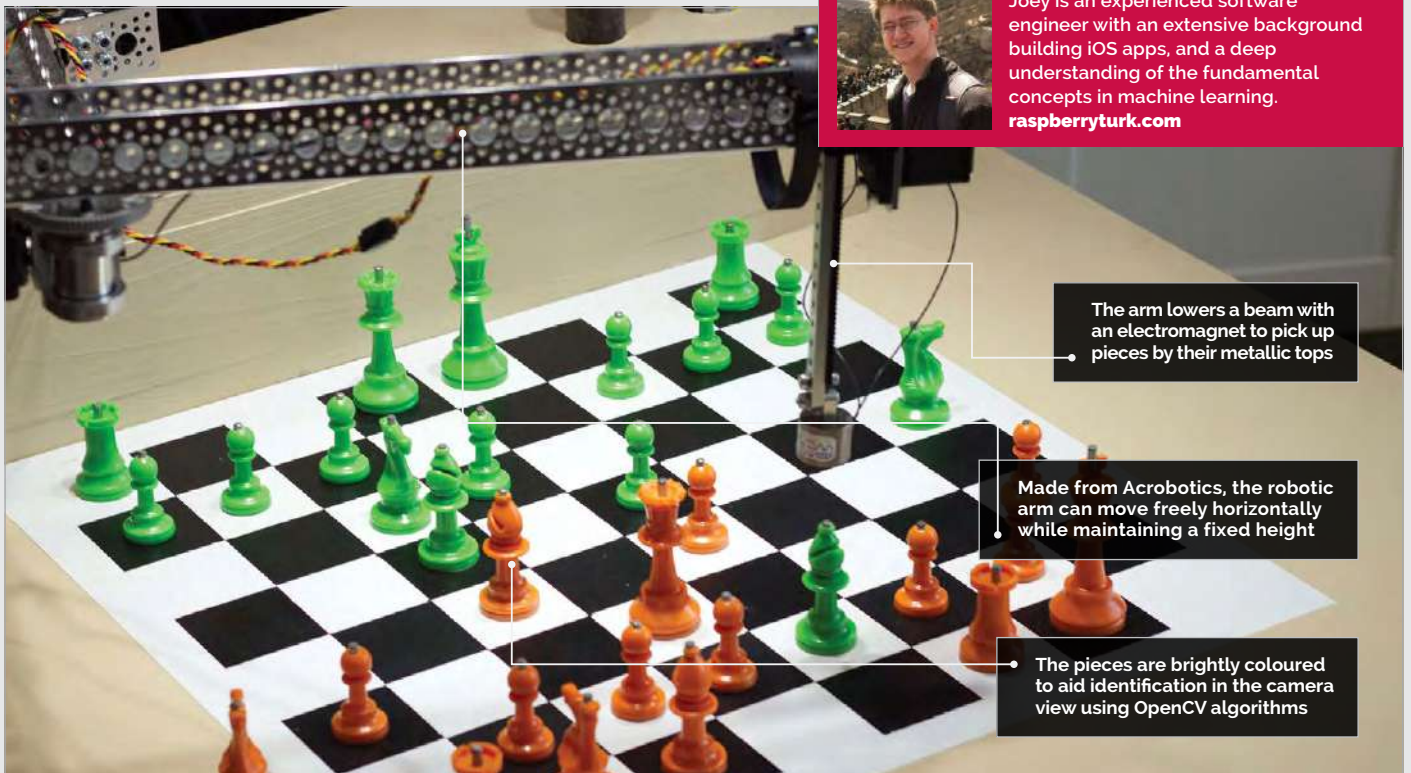 Joey is an experienced software
engineer with an extensive background
building iOS apps, and a deep
understanding of the fundamental
concepts in machine learning.
raspberryturk.com
The arm lowers a beam with
an electromagnet to pick up
pieces by their metallic tops
Made from Acrobotics, the robotic
arm can move freely horizontally
while maintaining a fixed height
The pieces are brightly coloured
to aid identification in the camera
view using OpenCV algorithms